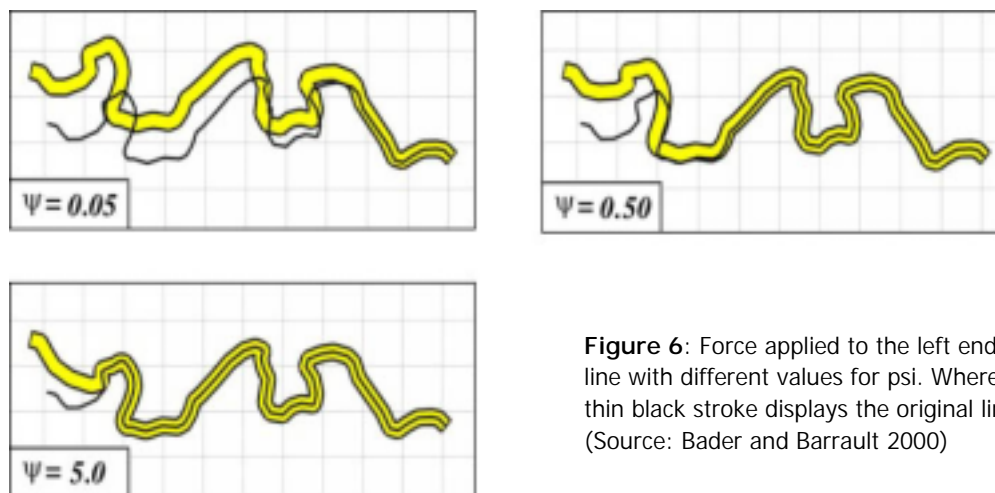 Ψ = 0.05
Ψ = 0.50
Ψ = 5.0
Figure 6: Force applied to the left end
line with different values for psi. Where
thin black stroke displays the original
(Source: Bader and Barrault 2000)